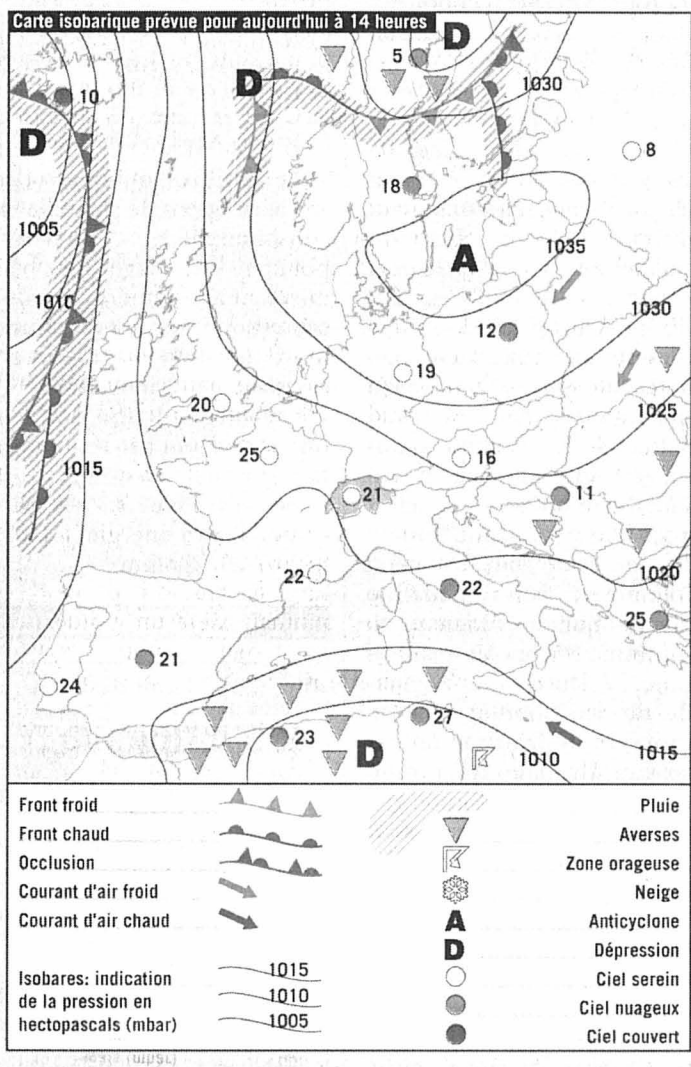 Carte isobarique prévue pour aujourd'hui à 14 heures
D
5
D
1030
10
8
D
18
1005
1035
A
1010
1030
12
19
1025
20
1015
25
16
21
11
1020
22
22
25
21
24
27
23
D
1010
1015
Front froid
Front chaud
Occlusion
Courant d'air froid
Courant d'air chaud
Isobares: indication
de la pression en
hectopascals (mbar)
1015
1010
1005
Pluie
Averses
Zone orageuse
Neige
A
Anticyclone
D
Dépression
Ciel serein
Ciel nuageux
Ciel couvert